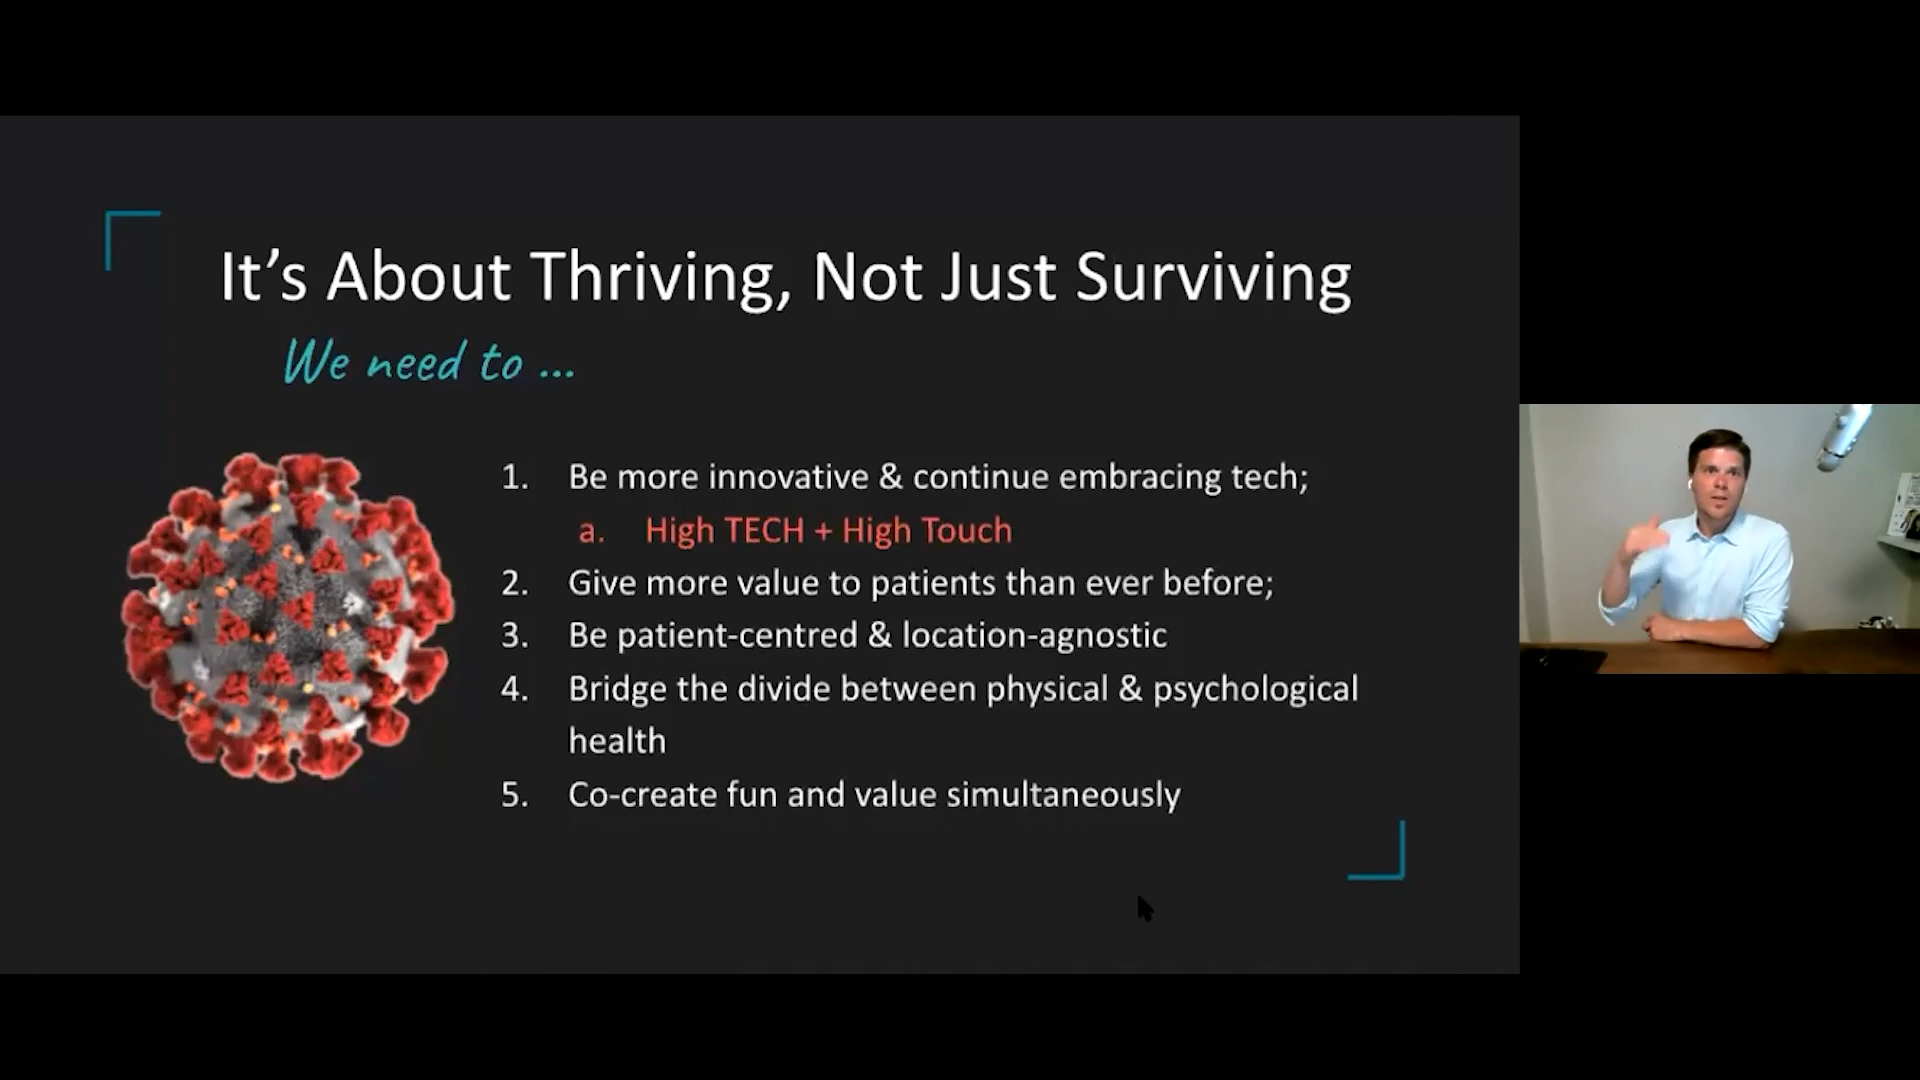 It's About Thriving, Not Just Surviving
We need to ...
1. Be more innovative & continue embracing tech;
a. High TECH + High Touch
2. Give more value to patients than ever before;
3. Be patient-centred & location-agnostic
4. Bridge the divide between physical & psychological
health
5. Co-create fun and value simultaneously